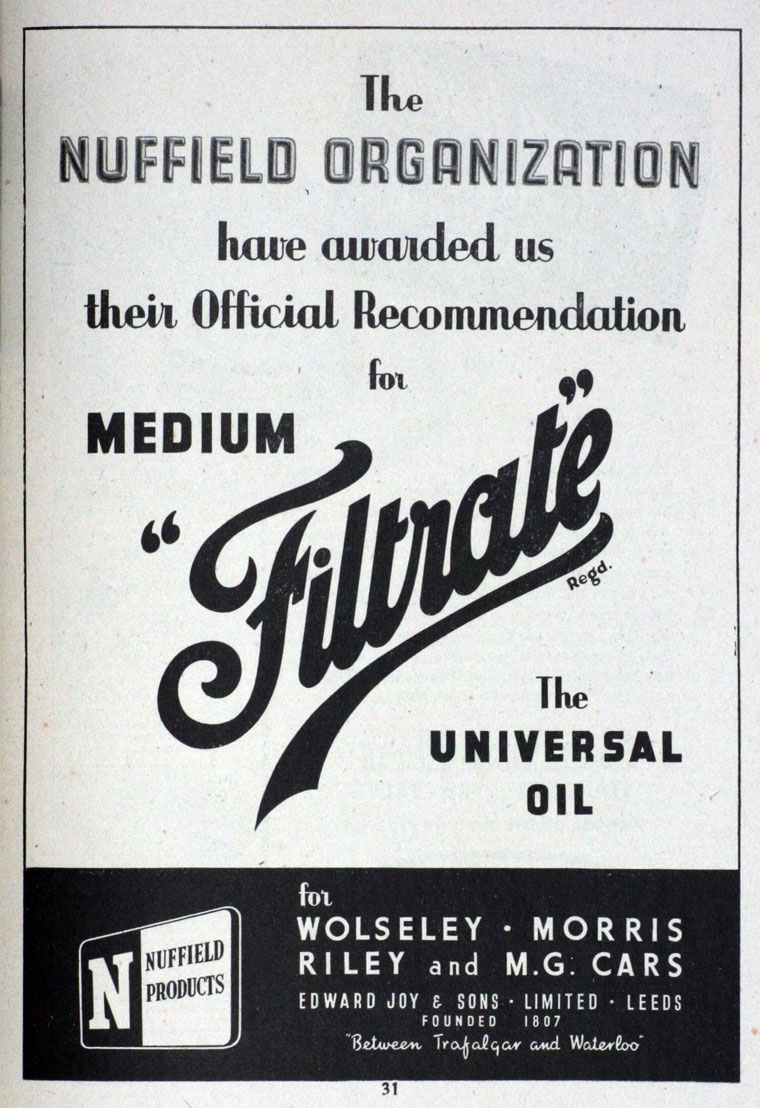 The
NUFFIELD ORGANIZATION
have awarded us
their Official Recommendation
for
MEDIUM
“Filtrate”
Regd.
The
UNIVERSAL
OIL
for
WOLSELEY · MORRIS
RILEY and M.G. CARS
N NUFFIELD
PRODUCTS
EDWARD JOY & SONS · LIMITED · LEEDS
FOUNDED 1807
"Between Trafalgar and Waterloo"
31